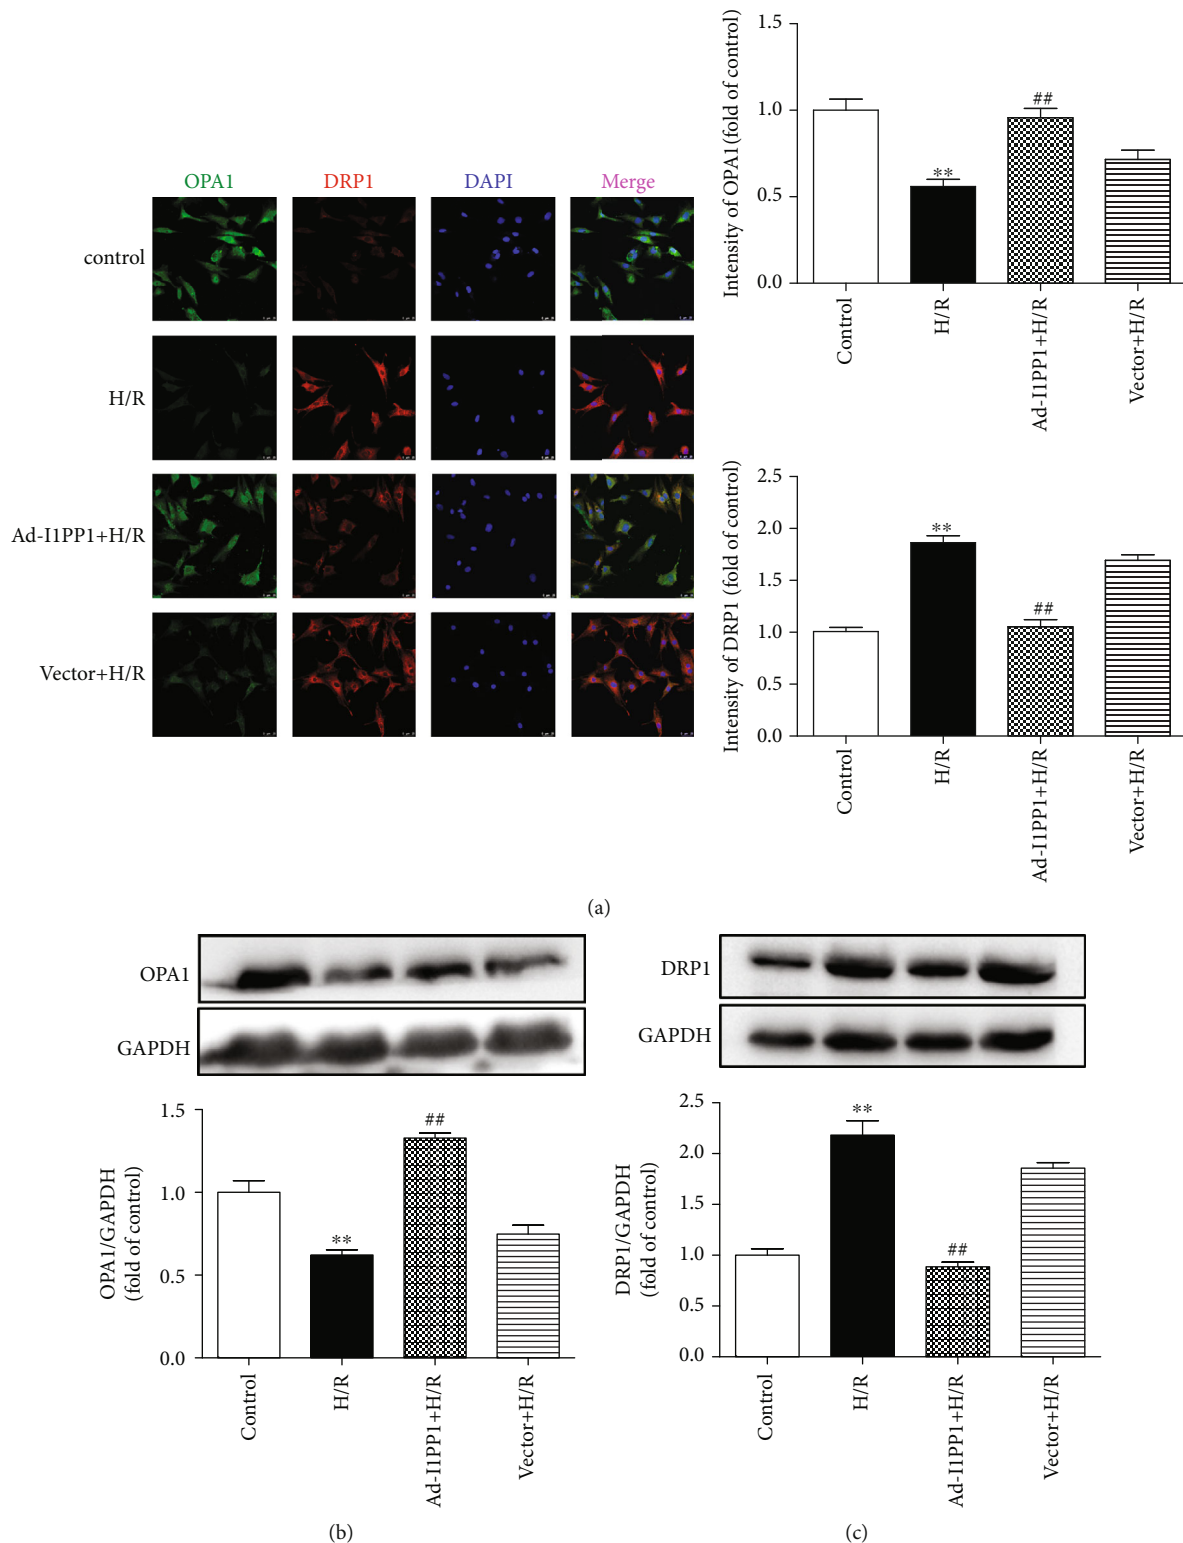 OPA1 DRP1 DAPI Merge
control
H/R
Ad-I1PP1+H/R
Vector+H/R
Intensity of OPA1 (fold of control)
1.5
1.0
0.5
0.0
##
**
Control
H/R
Ad-I1PP1+H/R
Vector+H/R
Intensity of DRP1 (fold of control)
2.5
2.0
1.5
1.0
0.5
0.0
**
##
Control
H/R
Ad-I1PP1+H/R
Vector+H/R
(a)
OPA1
GAPDH
OPA1/GAPDH
(fold of control)
1.5
1.0
0.5
0.0
##
**
Control
H/R
Ad-I1PP1+H/R
Vector+H/R
(b)
DRP1
GAPDH
DRP1/GAPDH
(fold of control)
2.5
2.0
1.5
1.0
0.5
0.0
**
##
Control
H/R
Ad-I1PP1+H/R
Vector+H/R
(c)